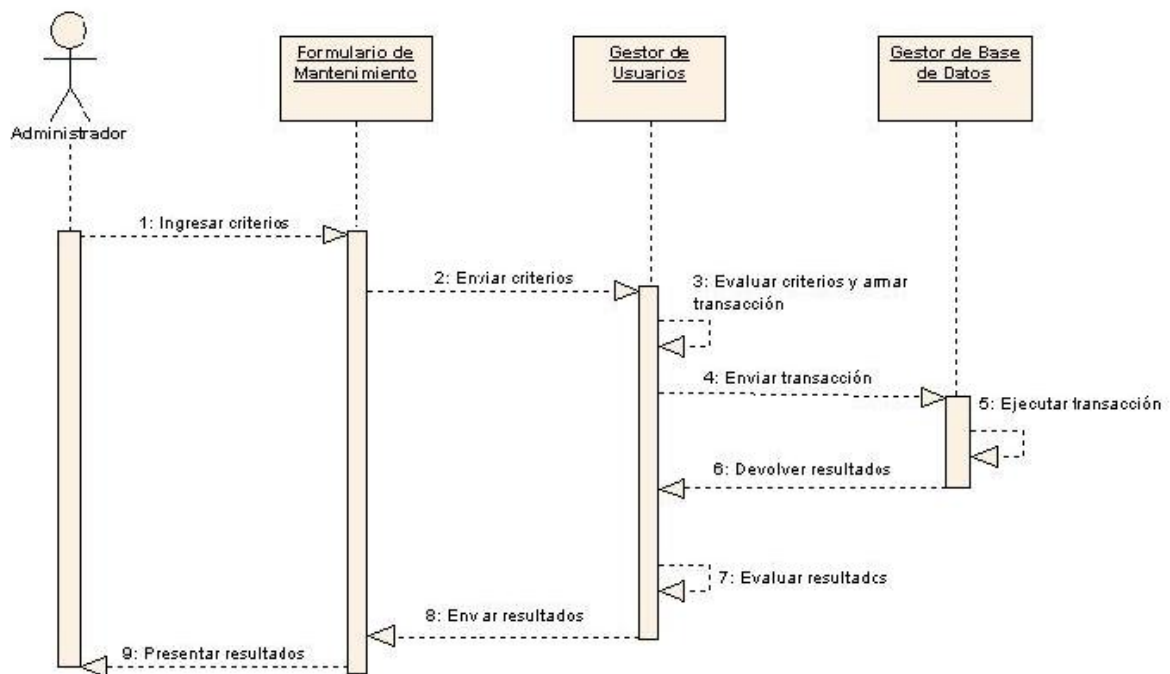 Formulario de
Mantenimiento
Gestor de
Usuarios
Gestor de Base
de Datos
Administrador
1: Ingresar criterios
2: Enviar criterios
3: Evaluar criterios y armar
transacción
4: Enviar transacción
5: Ejecutar transacción
6: Devolver resultados
7: Evaluar resultados
8: Enviar resultados
9: Presentar resultados